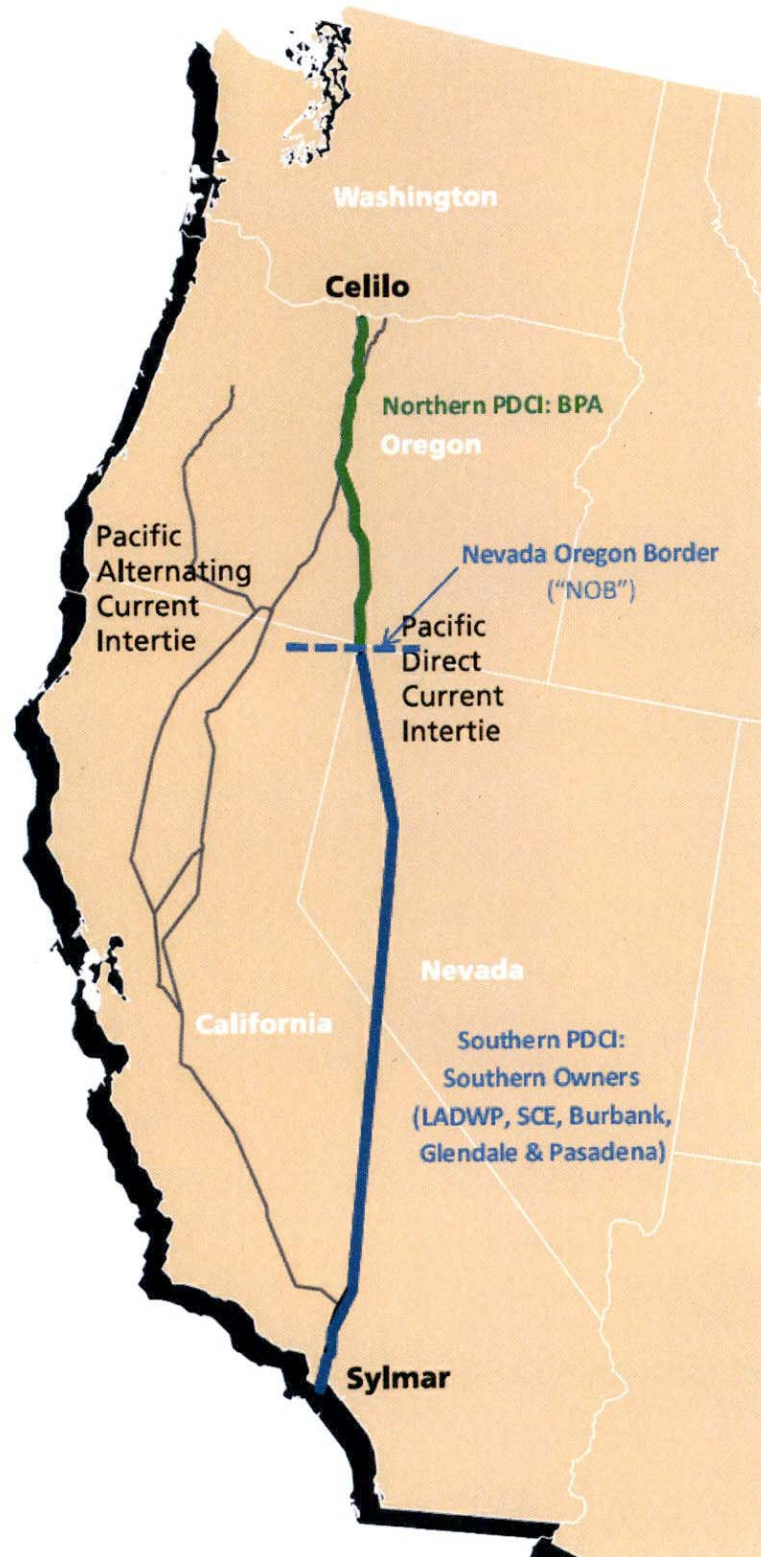 Washington
Celilo
Northern PDCI: BPA
Oregon
Pacific
Alternating
Current
Intertie
Nevada Oregon Border
("NOB")
Pacific
Direct
Current
Intertie
Nevada
California
Southern PDCI:
Southern Owners
(LADWP, SCE, Burbank,
Glendale & Pasadena)
Sylmar